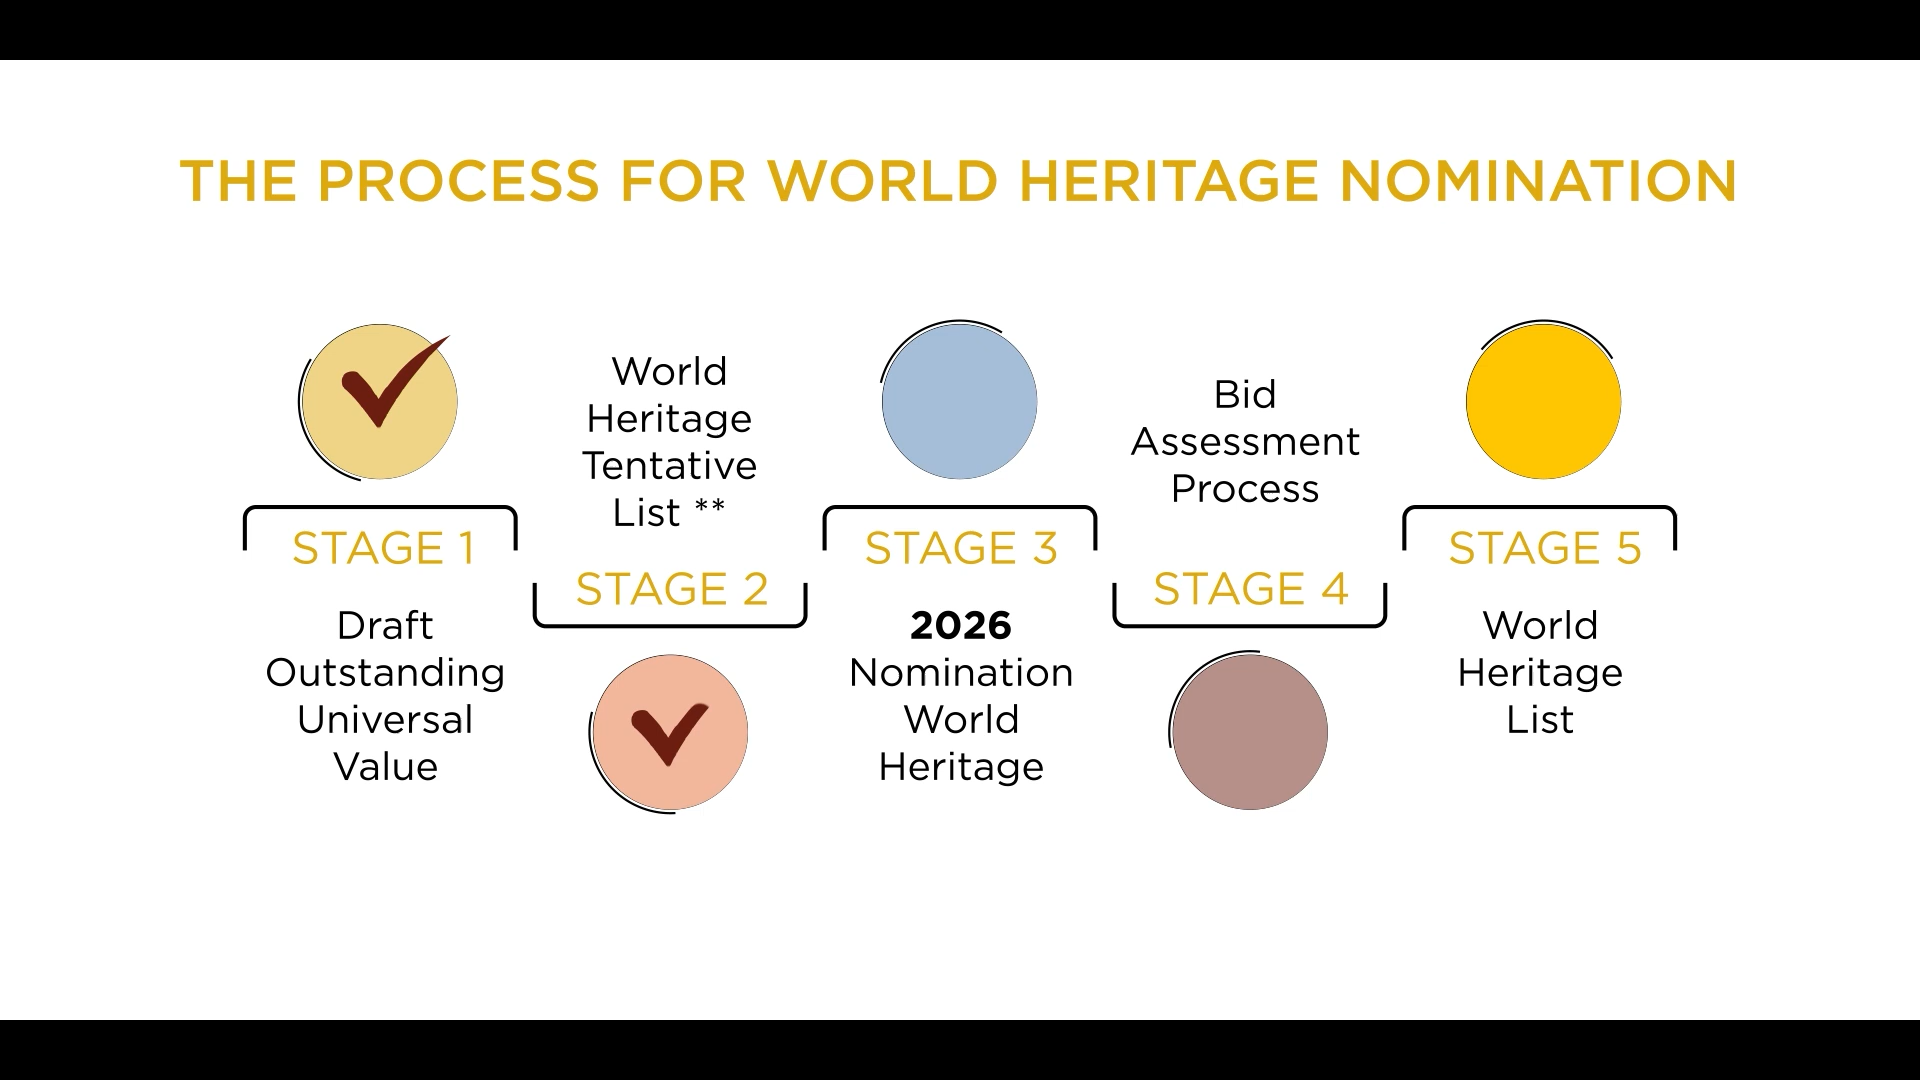 THE PROCESS FOR WORLD HERITAGE NOMINATION
STAGE 1
Draft
Outstanding
Universal
Value
World
Heritage
Tentative
List **
STAGE 2
STAGE 3
2026
Nomination
World
Heritage
Bid
Assessment
Process
STAGE 4
STAGE 5
World
Heritage
List